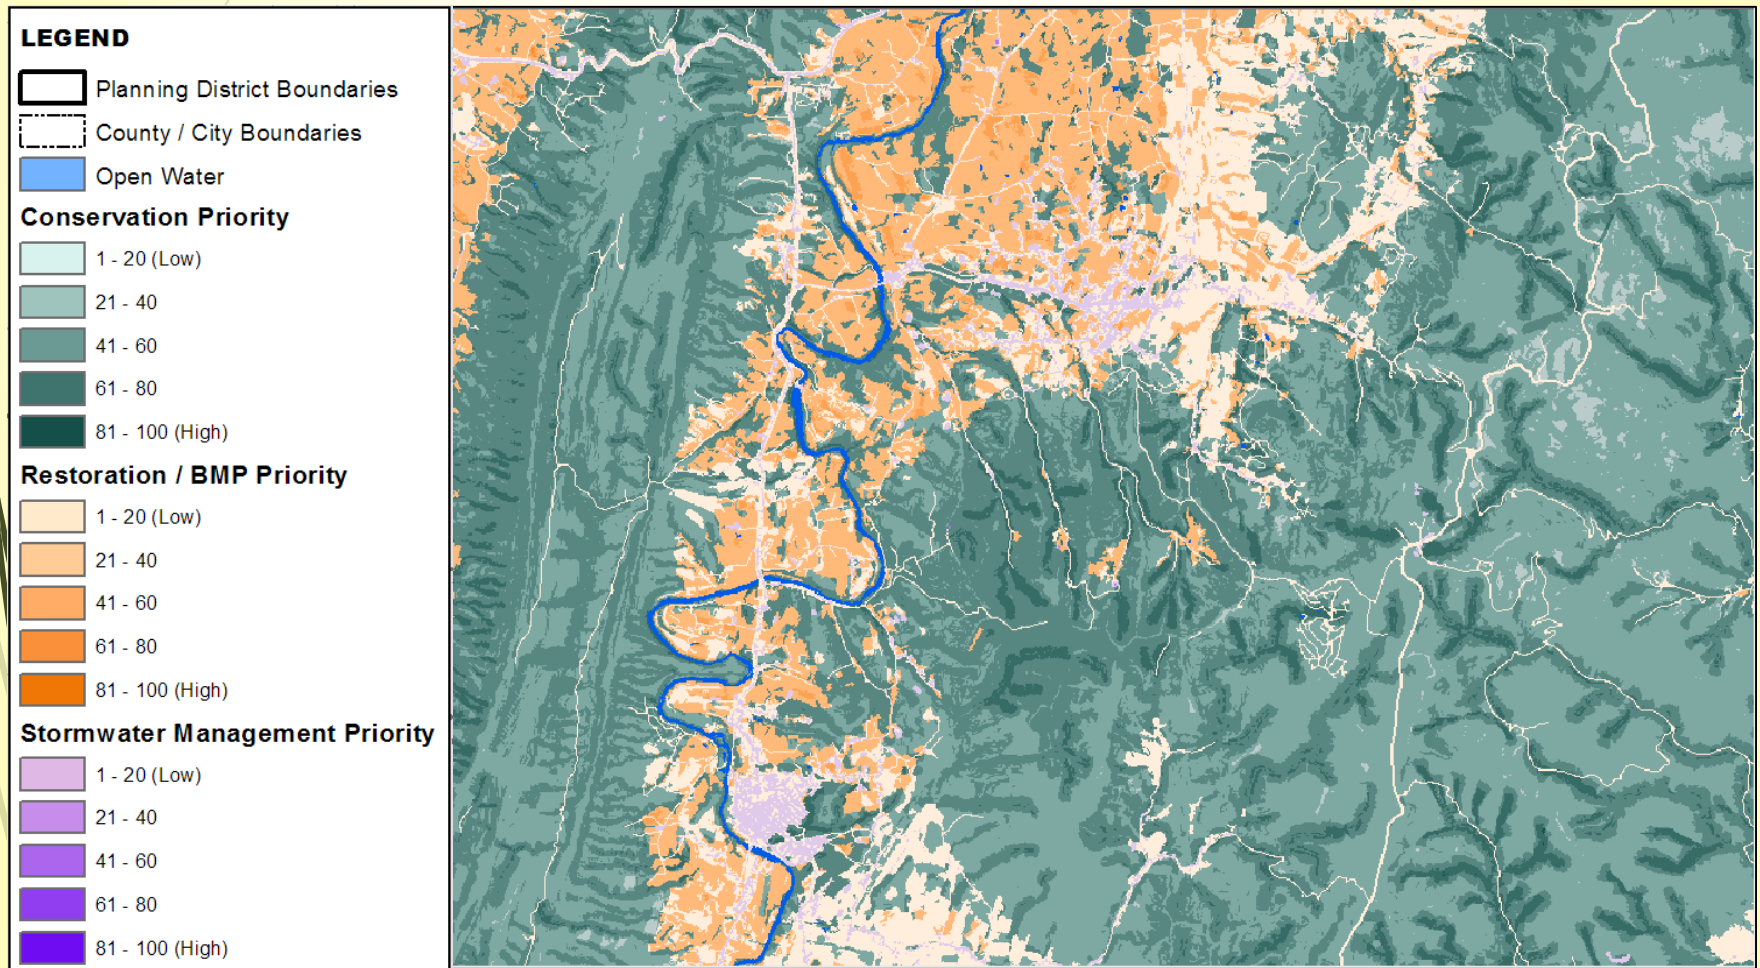 LEGEND
Planning District Boundaries
County / City Boundaries
Open Water
Conservation Priority
1 - 20 (Low)
21 - 40
41 - 60
61 - 80
81 - 100 (High)
Restoration / BMP Priority
1 - 20 (Low)
21 - 40
41 - 60
61 - 80
81 - 100 (High)
Stormwater Management Priority
1 - 20 (Low)
21 - 40
41 - 60
61 - 80
81 - 100 (High)